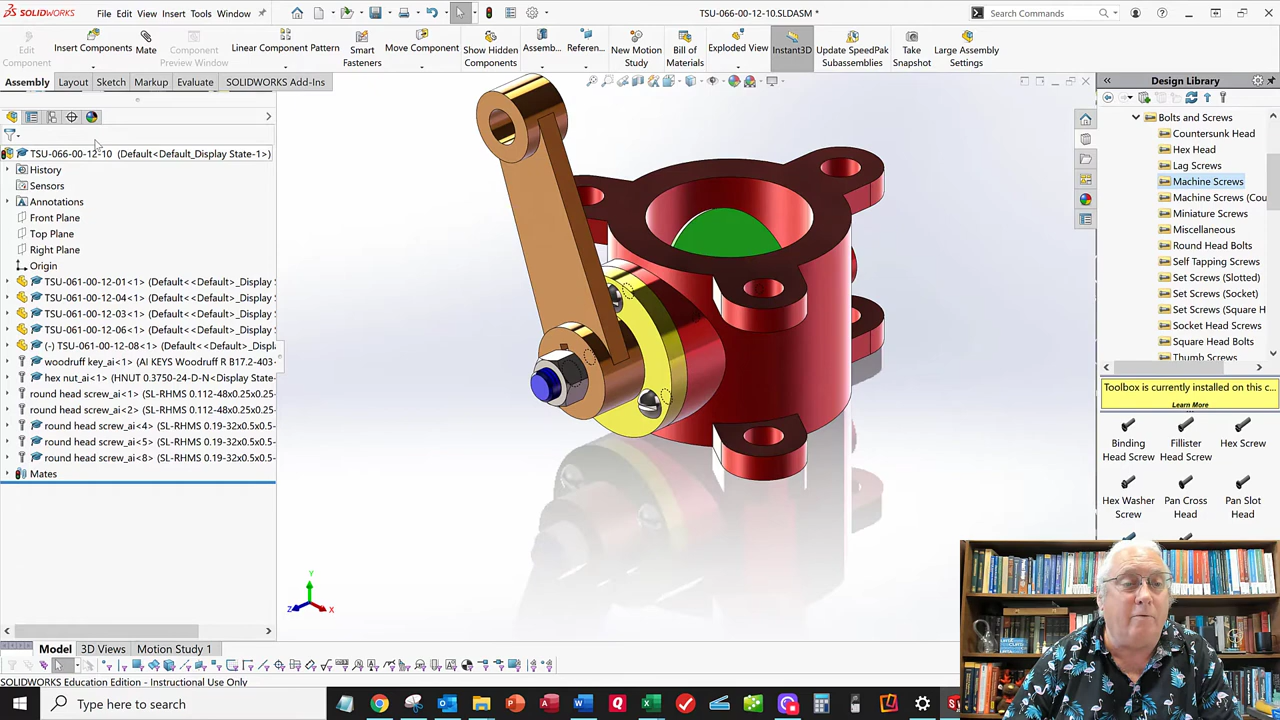 SOLIDWORKS File Edit View Insert Tools Window TSU-066-00-12-10.SLDASM * Search Commands
Edit Component Insert Components Mate Component Preview Window Linear Component Pattern Smart Fasteners Move Component Show Hidden Components Assemb... Referen... New Motion Study Bill of Materials Exploded View Instant3D Update SpeedPak Subassemblies Take Snapshot Large Assembly Settings
Assembly Layout Sketch Markup Evaluate SOLIDWORKS Add-Ins
Design Library
TSU-066-00-12-10 (Default<Default_Display State-1>)
History
Sensors
Annotations
Front Plane
Top Plane
Right Plane
Origin
TSU-061-00-12-01<1> (Default<<Default>_Display
TSU-061-00-12-04<1> (Default<<Default>_Display
TSU-061-00-12-03<1> (Default<<Default>_Display
TSU-061-00-12-06<1> (Default<<Default>_Display
(-) TSU-061-00-12-08<1> (Default<<Default>_Displ
woodruff key_ai<1> (AI KEYS Woodruff R B17.2-403-
hex nut_ai<1> (HNUT 0.3750-24-D-N<Display State-
round head screw_ai<1> (SL-RHMS 0.112-48x0.25x0.25-
round head screw_ai<2> (SL-RHMS 0.112-48x0.25x0.25-
round head screw_ai<4> (SL-RHMS 0.19-32x0.5x0.5-
round head screw_ai<5> (SL-RHMS 0.19-32x0.5x0.5-
round head screw_ai<8> (SL-RHMS 0.19-32x0.5x0.5-
Mates
Y
Z
X
Bolts and Screws
Countersunk Head
Hex Head
Lag Screws
Machine Screws
Machine Screws (Cou
Miniature Screws
Miscellaneous
Round Head Bolts
Self Tapping Screws
Set Screws (Slotted)
Set Screws (Socket)
Set Screws (Square H
Socket Head Screws
Square Head Bolts
Thumb Screws
Toolbox is currently installed on this c...
Learn More
Binding Head Screw Fillister Head Screw Hex Screw
Hex Washer Screw Pan Cross Head Pan Slot Head
Model 3D Views Motion Study 1
SOLIDWORKS Education Edition - Instructional Use Only
Type here to search